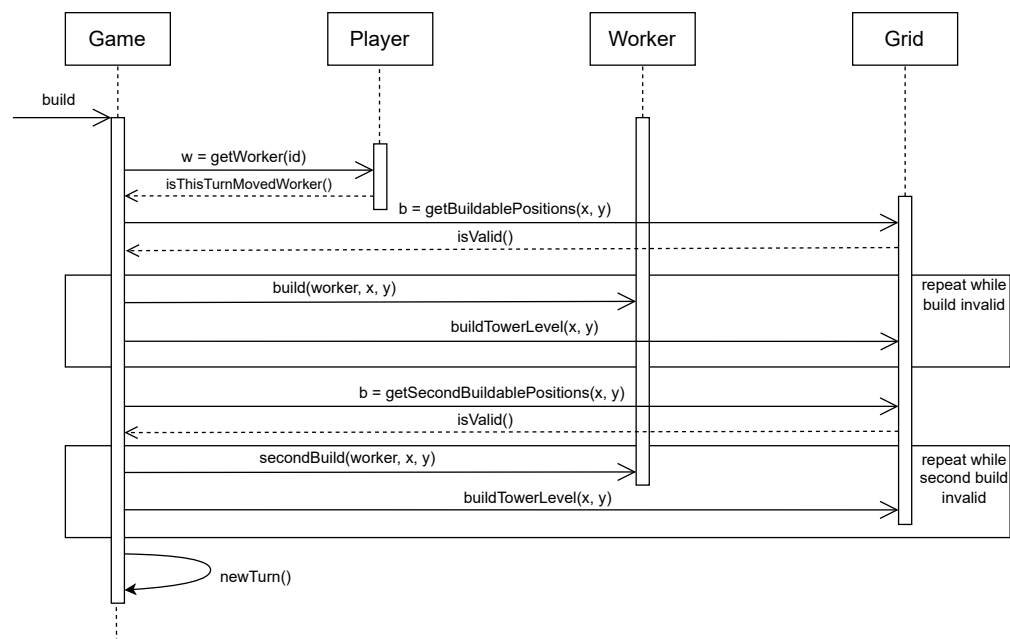 Game
Player
Worker
Grid
build
w = getWorker(id)
isThisTurnMovedWorker()
b = getBuildablePositions(x, y)
isValid()
build(worker, x, y)
repeat while
build invalid
buildTowerLevel(x, y)
b = getSecondBuildablePositions(x, y)
isValid()
secondBuild(worker, x, y)
repeat while
second build
invalid
buildTowerLevel(x, y)
newTurn()